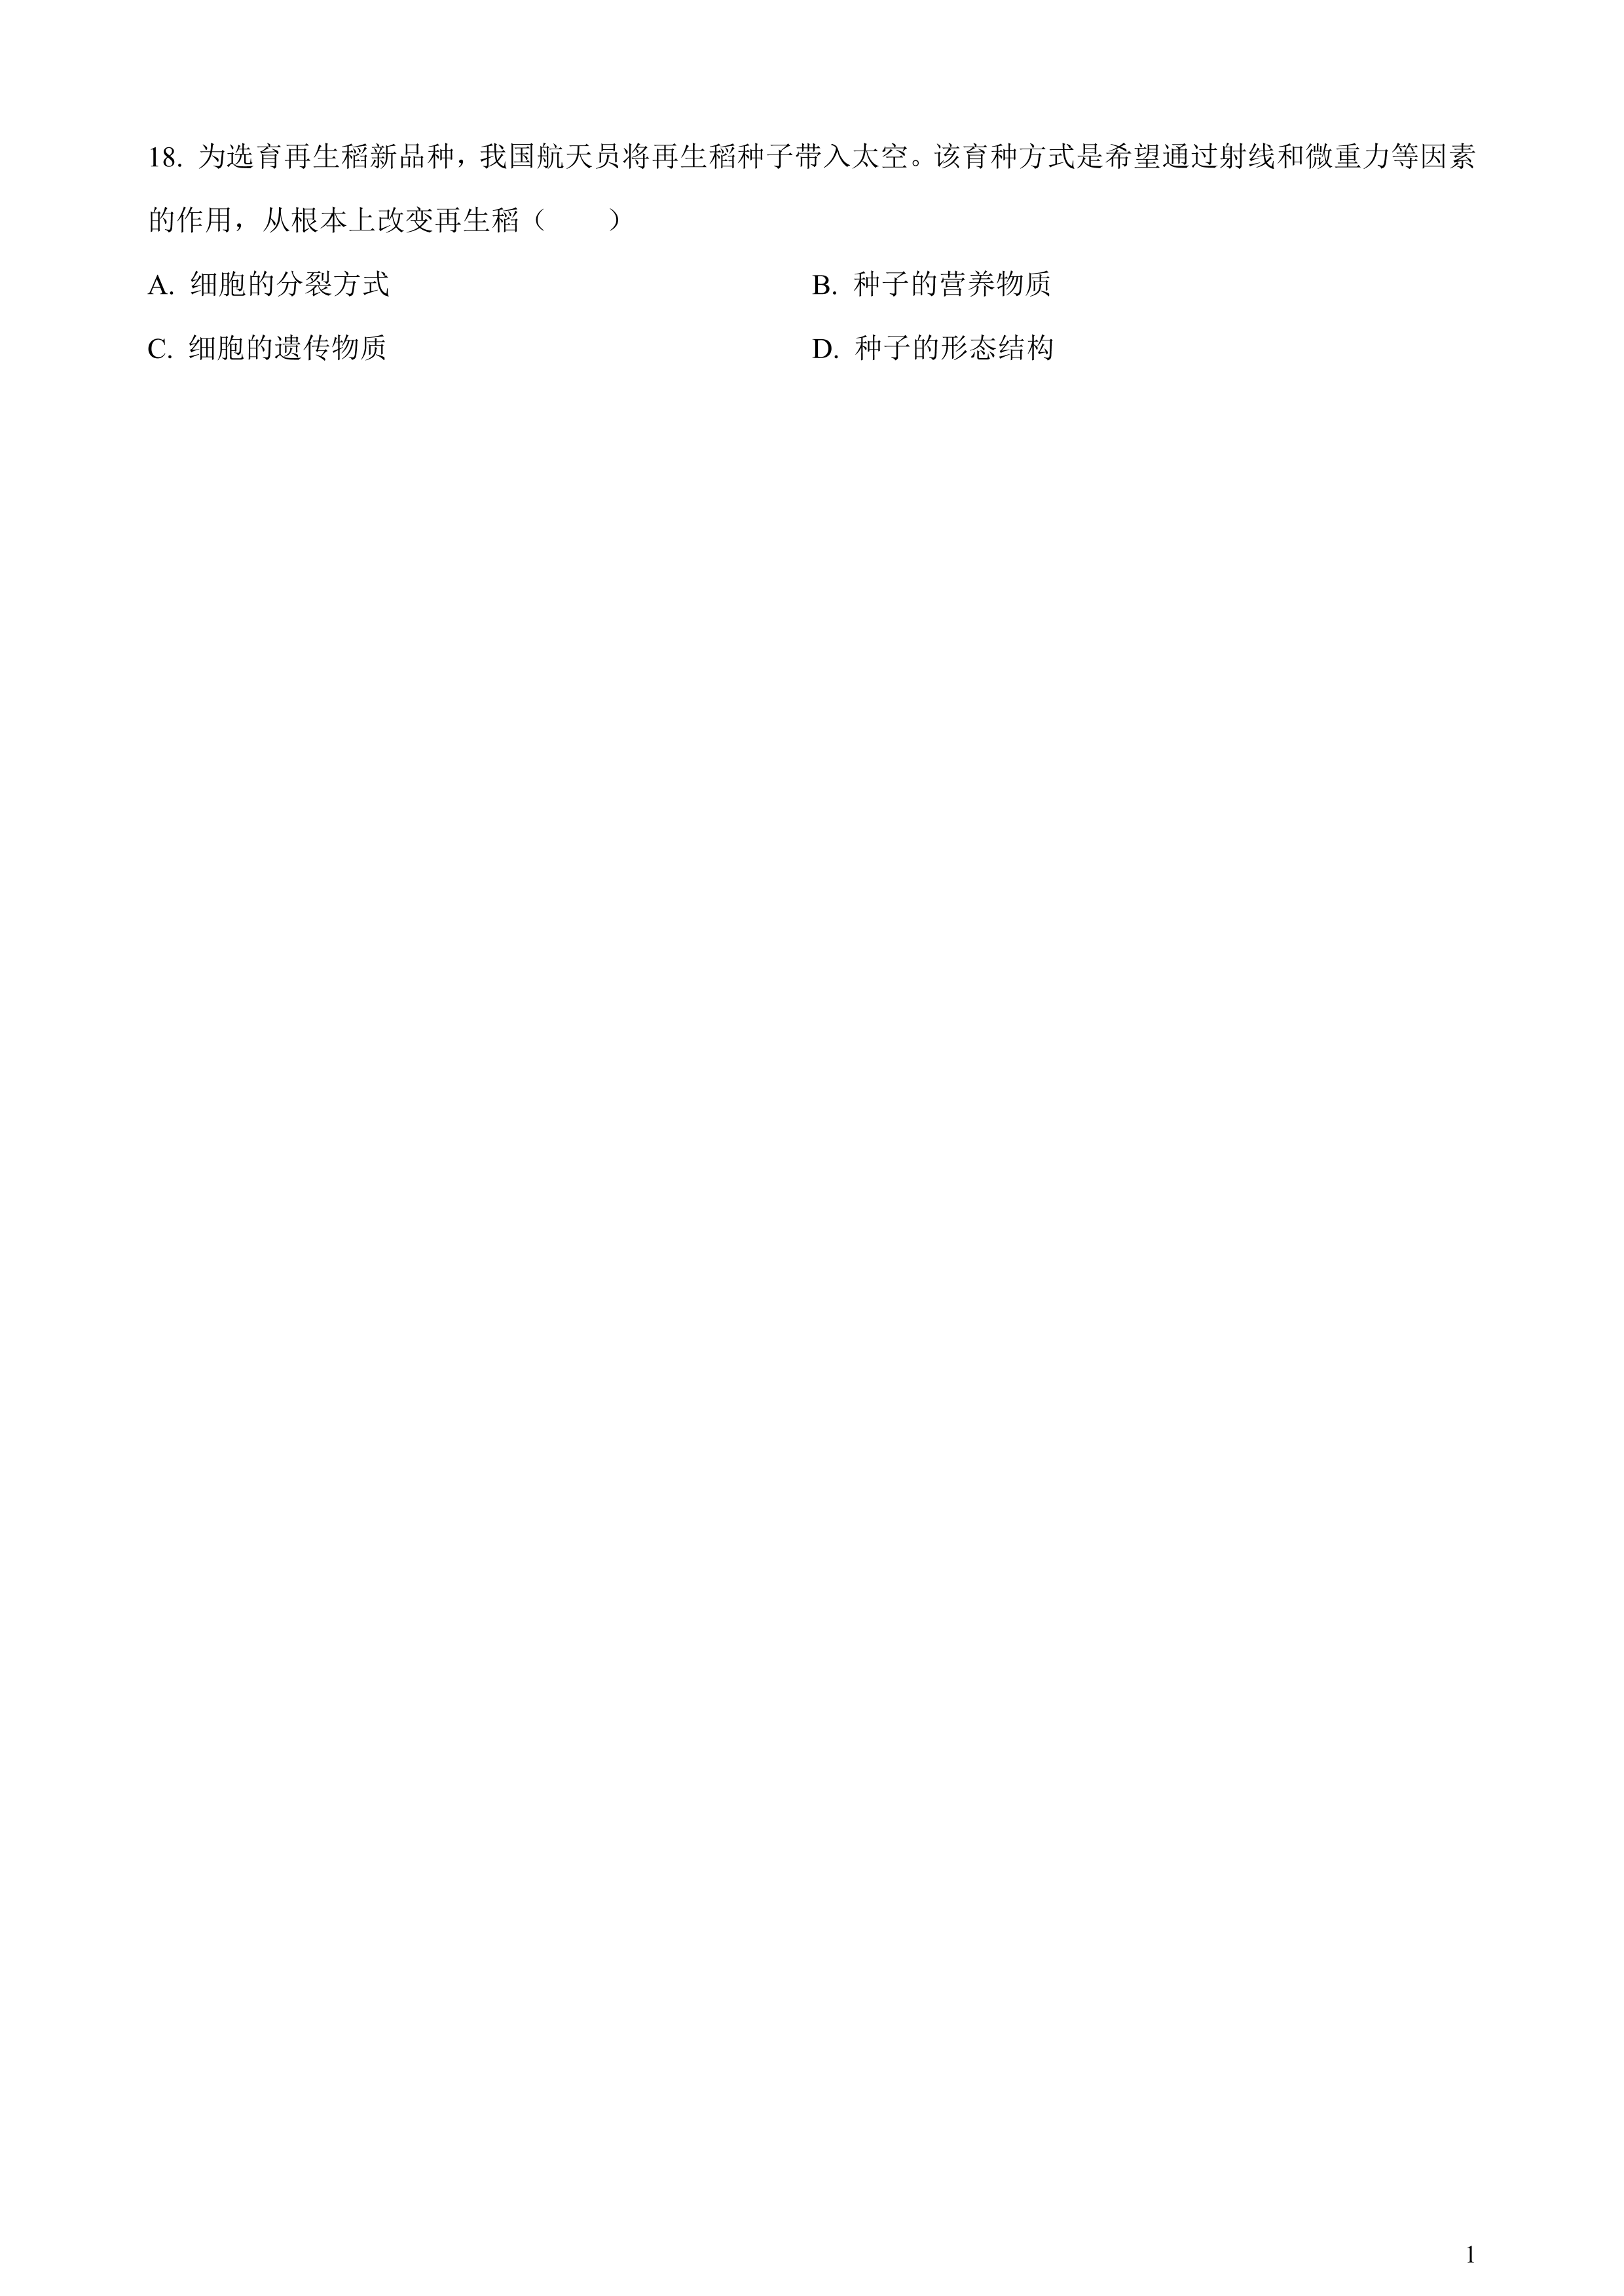 18. 为选育再生稻新品种，我国航天员将再生稻种子带入太空。该育种方式是希望通过射线和微重力等因素
的作用，从根本上改变再生稻（　　）
A. 细胞的分裂方式　　B. 种子的营养物质
C. 细胞的遗传物质　　D. 种子的形态结构
1